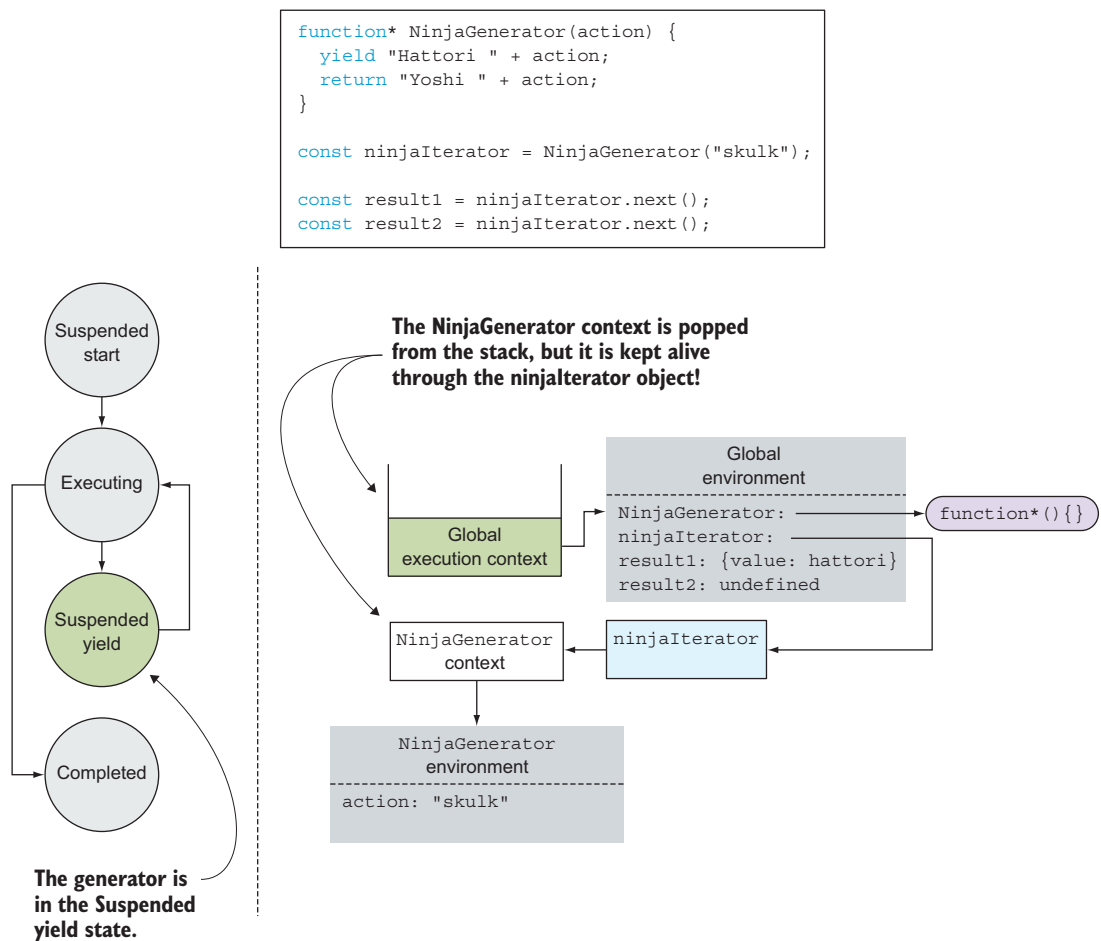 function* NinjaGenerator(action) {
  yield "Hattori " + action;
  return "Yoshi " + action;
}
const ninjaIterator = NinjaGenerator("skulk");
const result1 = ninjaIterator.next();
const result2 = ninjaIterator.next();
Suspended
start
Executing
Suspended
yield
Completed
The generator is
in the Suspended
yield state.
The NinjaGenerator context is popped
from the stack, but it is kept alive
through the ninjaIterator object!
Global
execution context
Global
environment
NinjaGenerator:
ninjaIterator:
result1: {value: hattori}
result2: undefined
function*(){}
NinjaGenerator
context
ninjaIterator
NinjaGenerator
environment
action: "skulk"